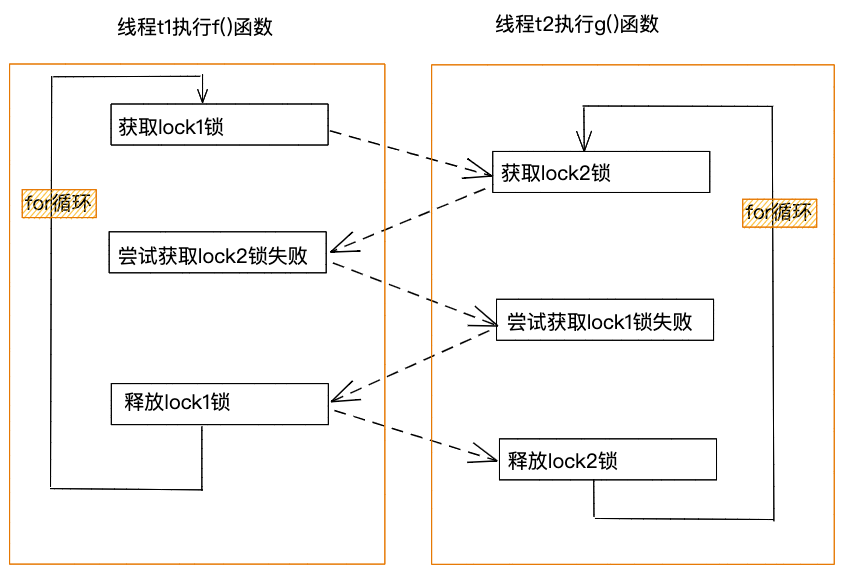 线程t1执行f()函数
线程t2执行g()函数
获取lock1锁
获取lock2锁
for循环
for循环
尝试获取lock2锁失败
尝试获取lock1锁失败
释放lock1锁
释放lock2锁